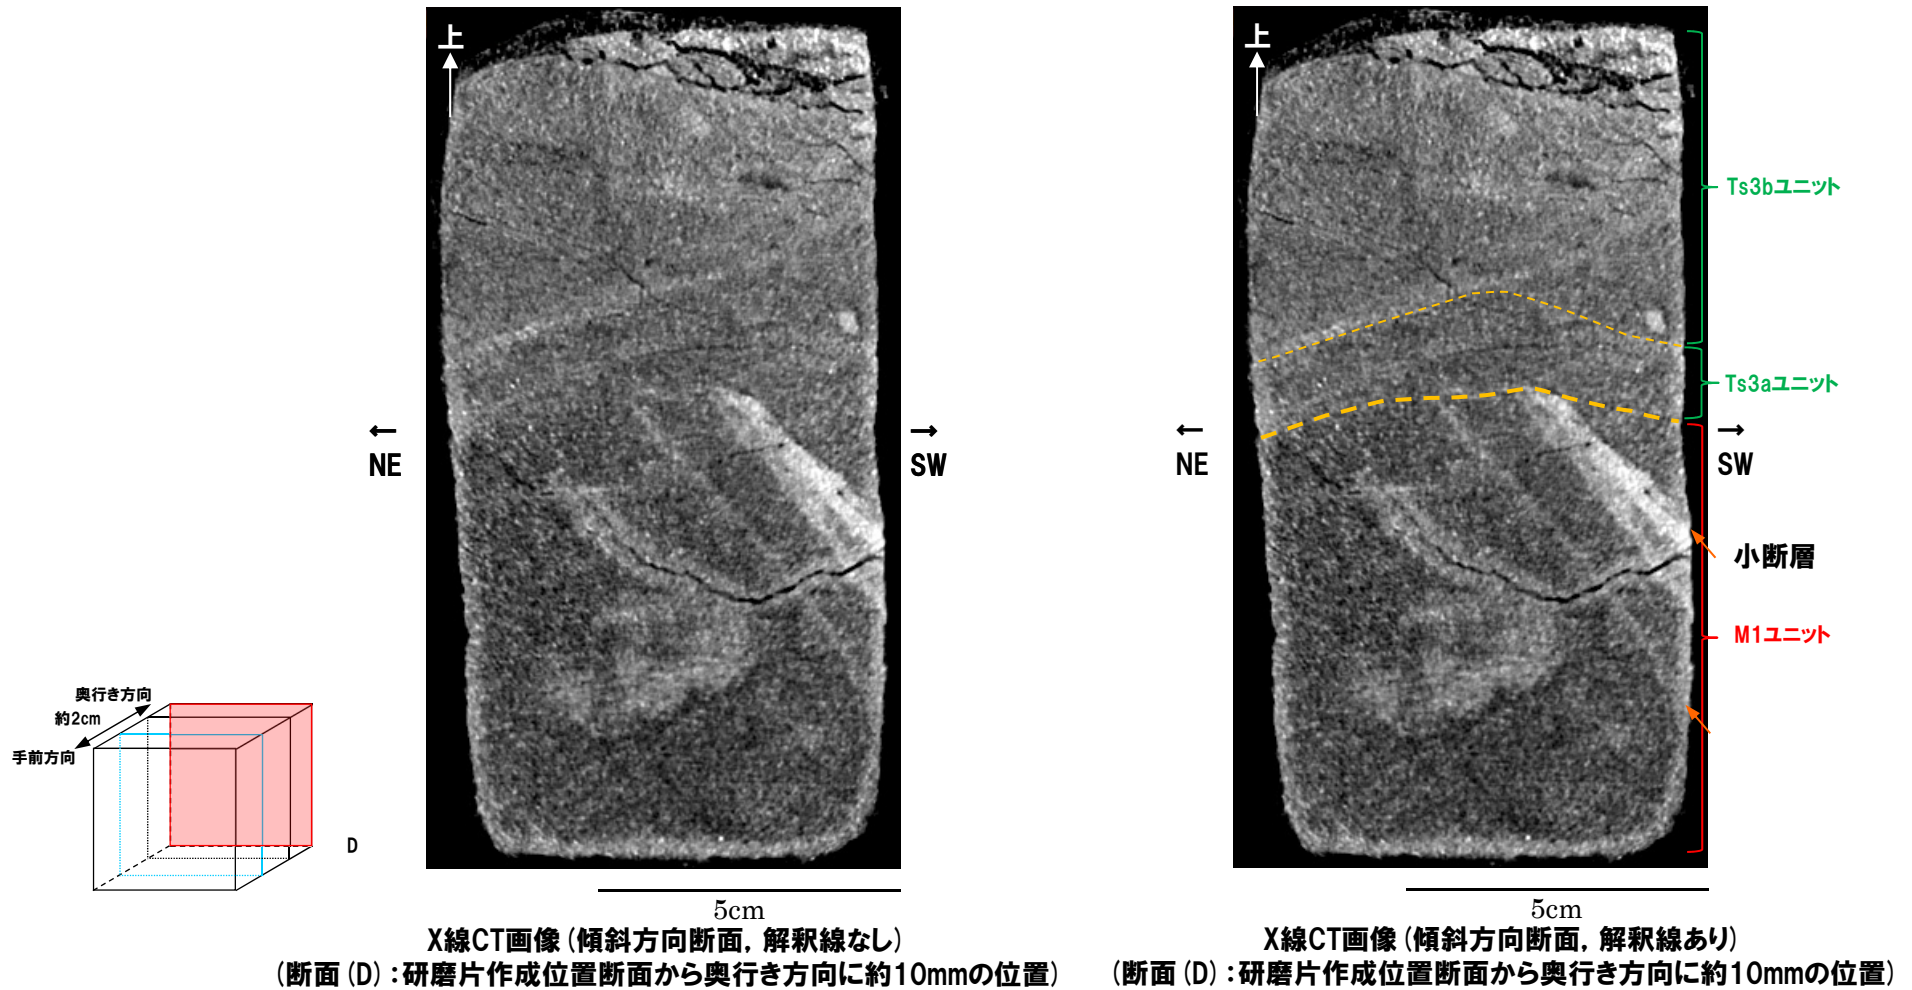 上
←
NE
→
SW
奥行き方向
約2cm
手前方向
D
5cm
X線CT画像(傾斜方向断面,解釈線なし)
(断面(D):研磨片作成位置断面から奥行き方向に約10mmの位置)
上
Ts3bユニット
Ts3aユニット
←
NE
→
SW
小断層
M1ユニット
5cm
X線CT画像(傾斜方向断面,解釈線あり)
(断面(D):研磨片作成位置断面から奥行き方向に約10mmの位置)